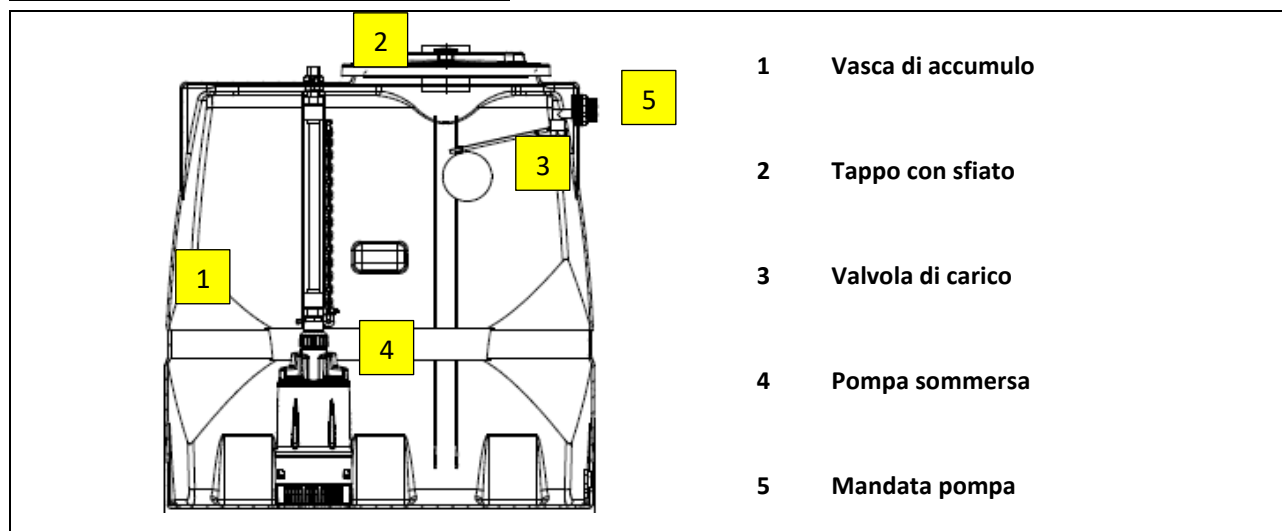 2
5
3
1
4
1 Vasca di accumulo
2 Tappo con sfiato
3 Valvola di carico
4 Pompa sommersa
5 Mandata pompa